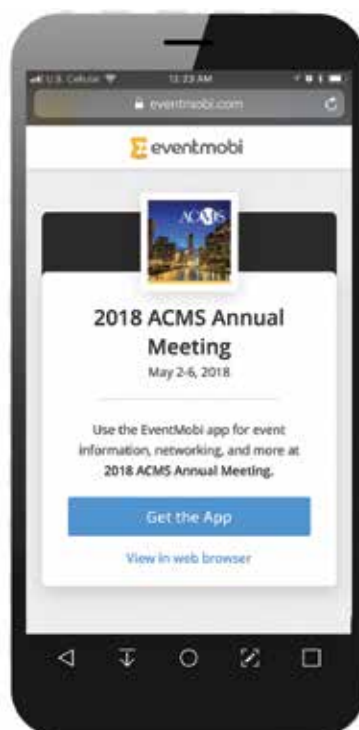 U.S. Cellular 12:23 AM
eventmobi.com
eventmobi
ACMS
2018 ACMS Annual
Meeting
May 2-6, 2018
Use the EventMobi app for event
information, networking, and more at
2018 ACMS Annual Meeting.
Get the App
View in web browser